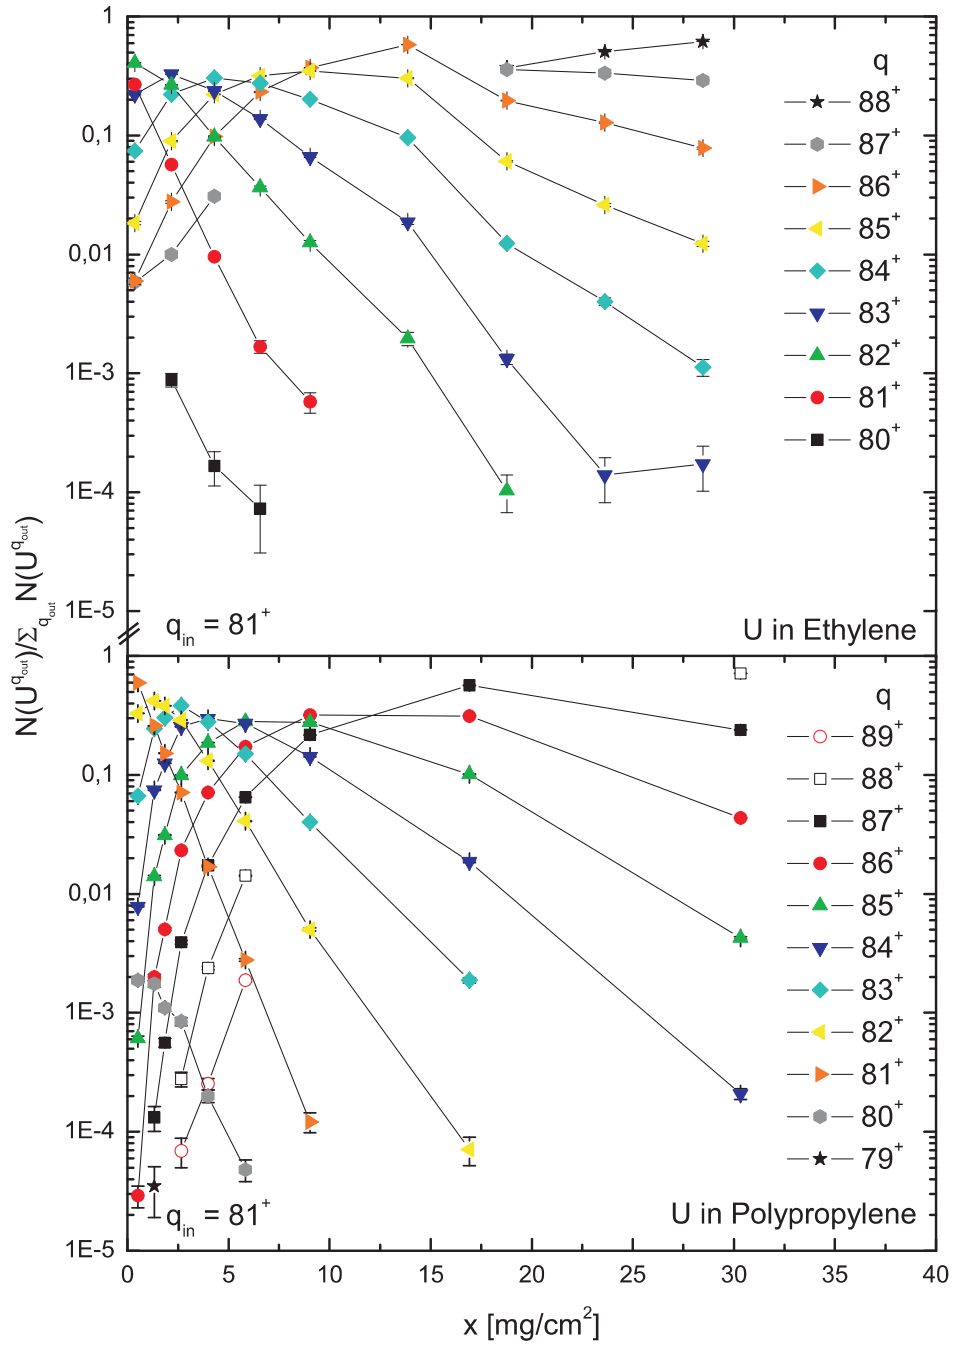 N(U^qout)/Σqout N(U^qout)
1
0,1
0,01
1E-3
1E-4
1E-5
q
88+
87+
86+
85+
84+
83+
82+
81+
80+
qin = 81+
U in Ethylene
1
0,1
0,01
1E-3
1E-4
1E-5
q
89+
88+
87+
86+
85+
84+
83+
82+
81+
80+
79+
qin = 81+
U in Polypropylene
0 5 10 15 20 25 30 35 40
x [mg/cm²]